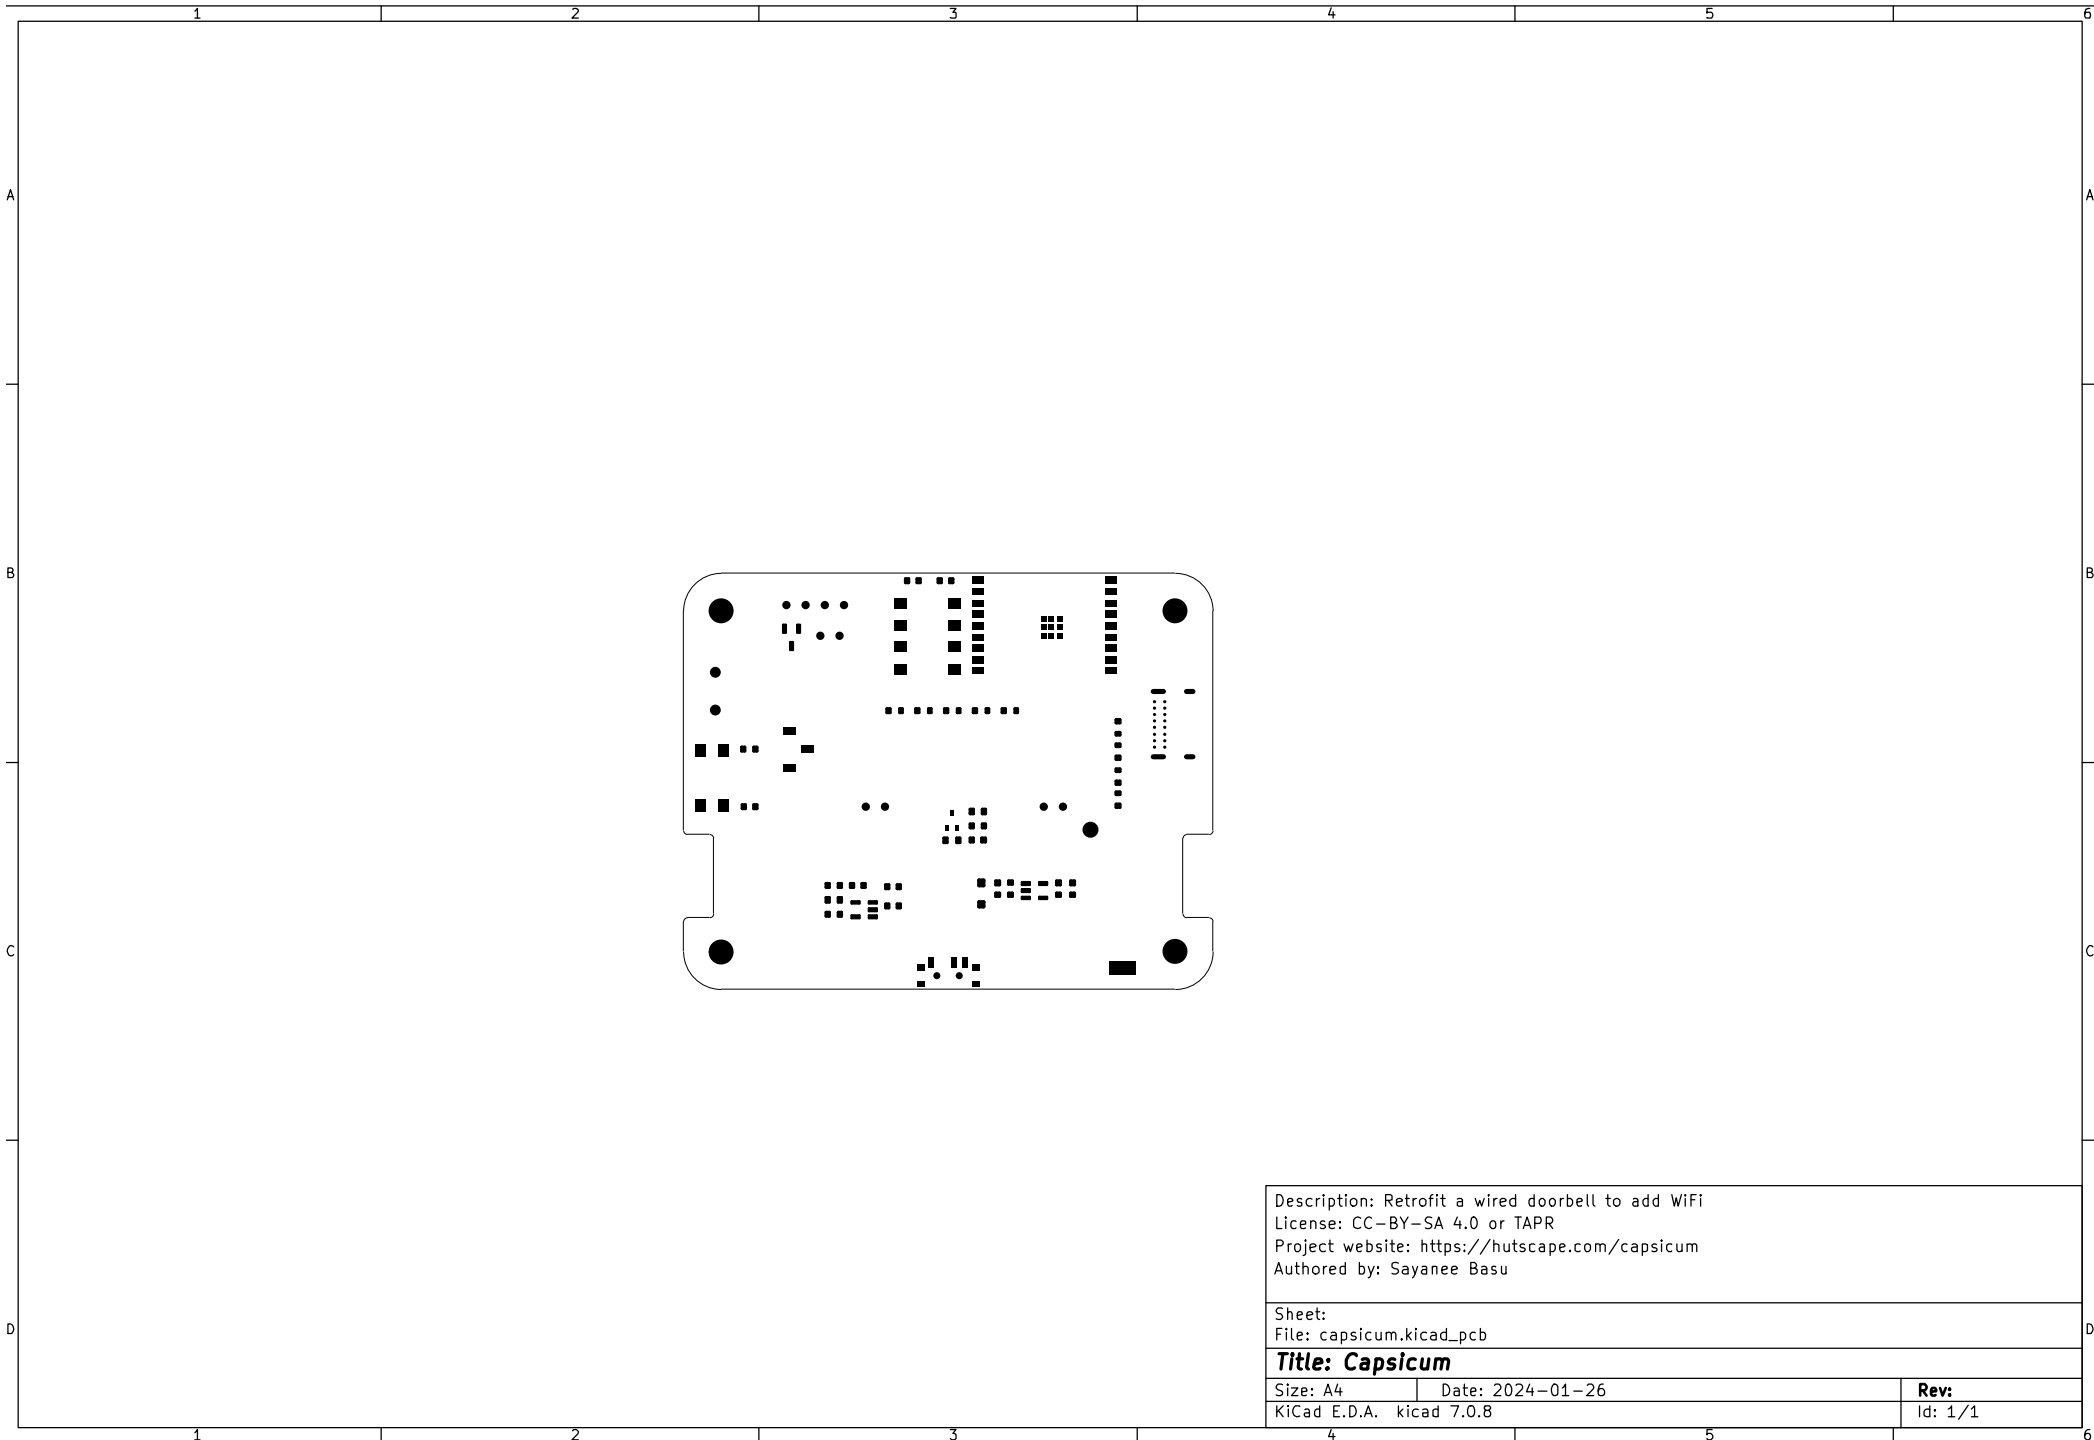 1 2 3 4 5 6
A A
B B
C C
Description: Retrofit a wired doorbell to add WiFi
License: CC-BY-SA 4.0 or TAPR
Project website: https://hutscape.com/capsicum
Authored by: Sayanee Basu
Sheet:
D D
File: capsicum.kicad_pcb
Title: Capsicum
Size: A4 Date: 2024-01-26 Rev:
KiCad E.D.A. kicad 7.0.8 Id: 1/1
1 2 3 4 5 6